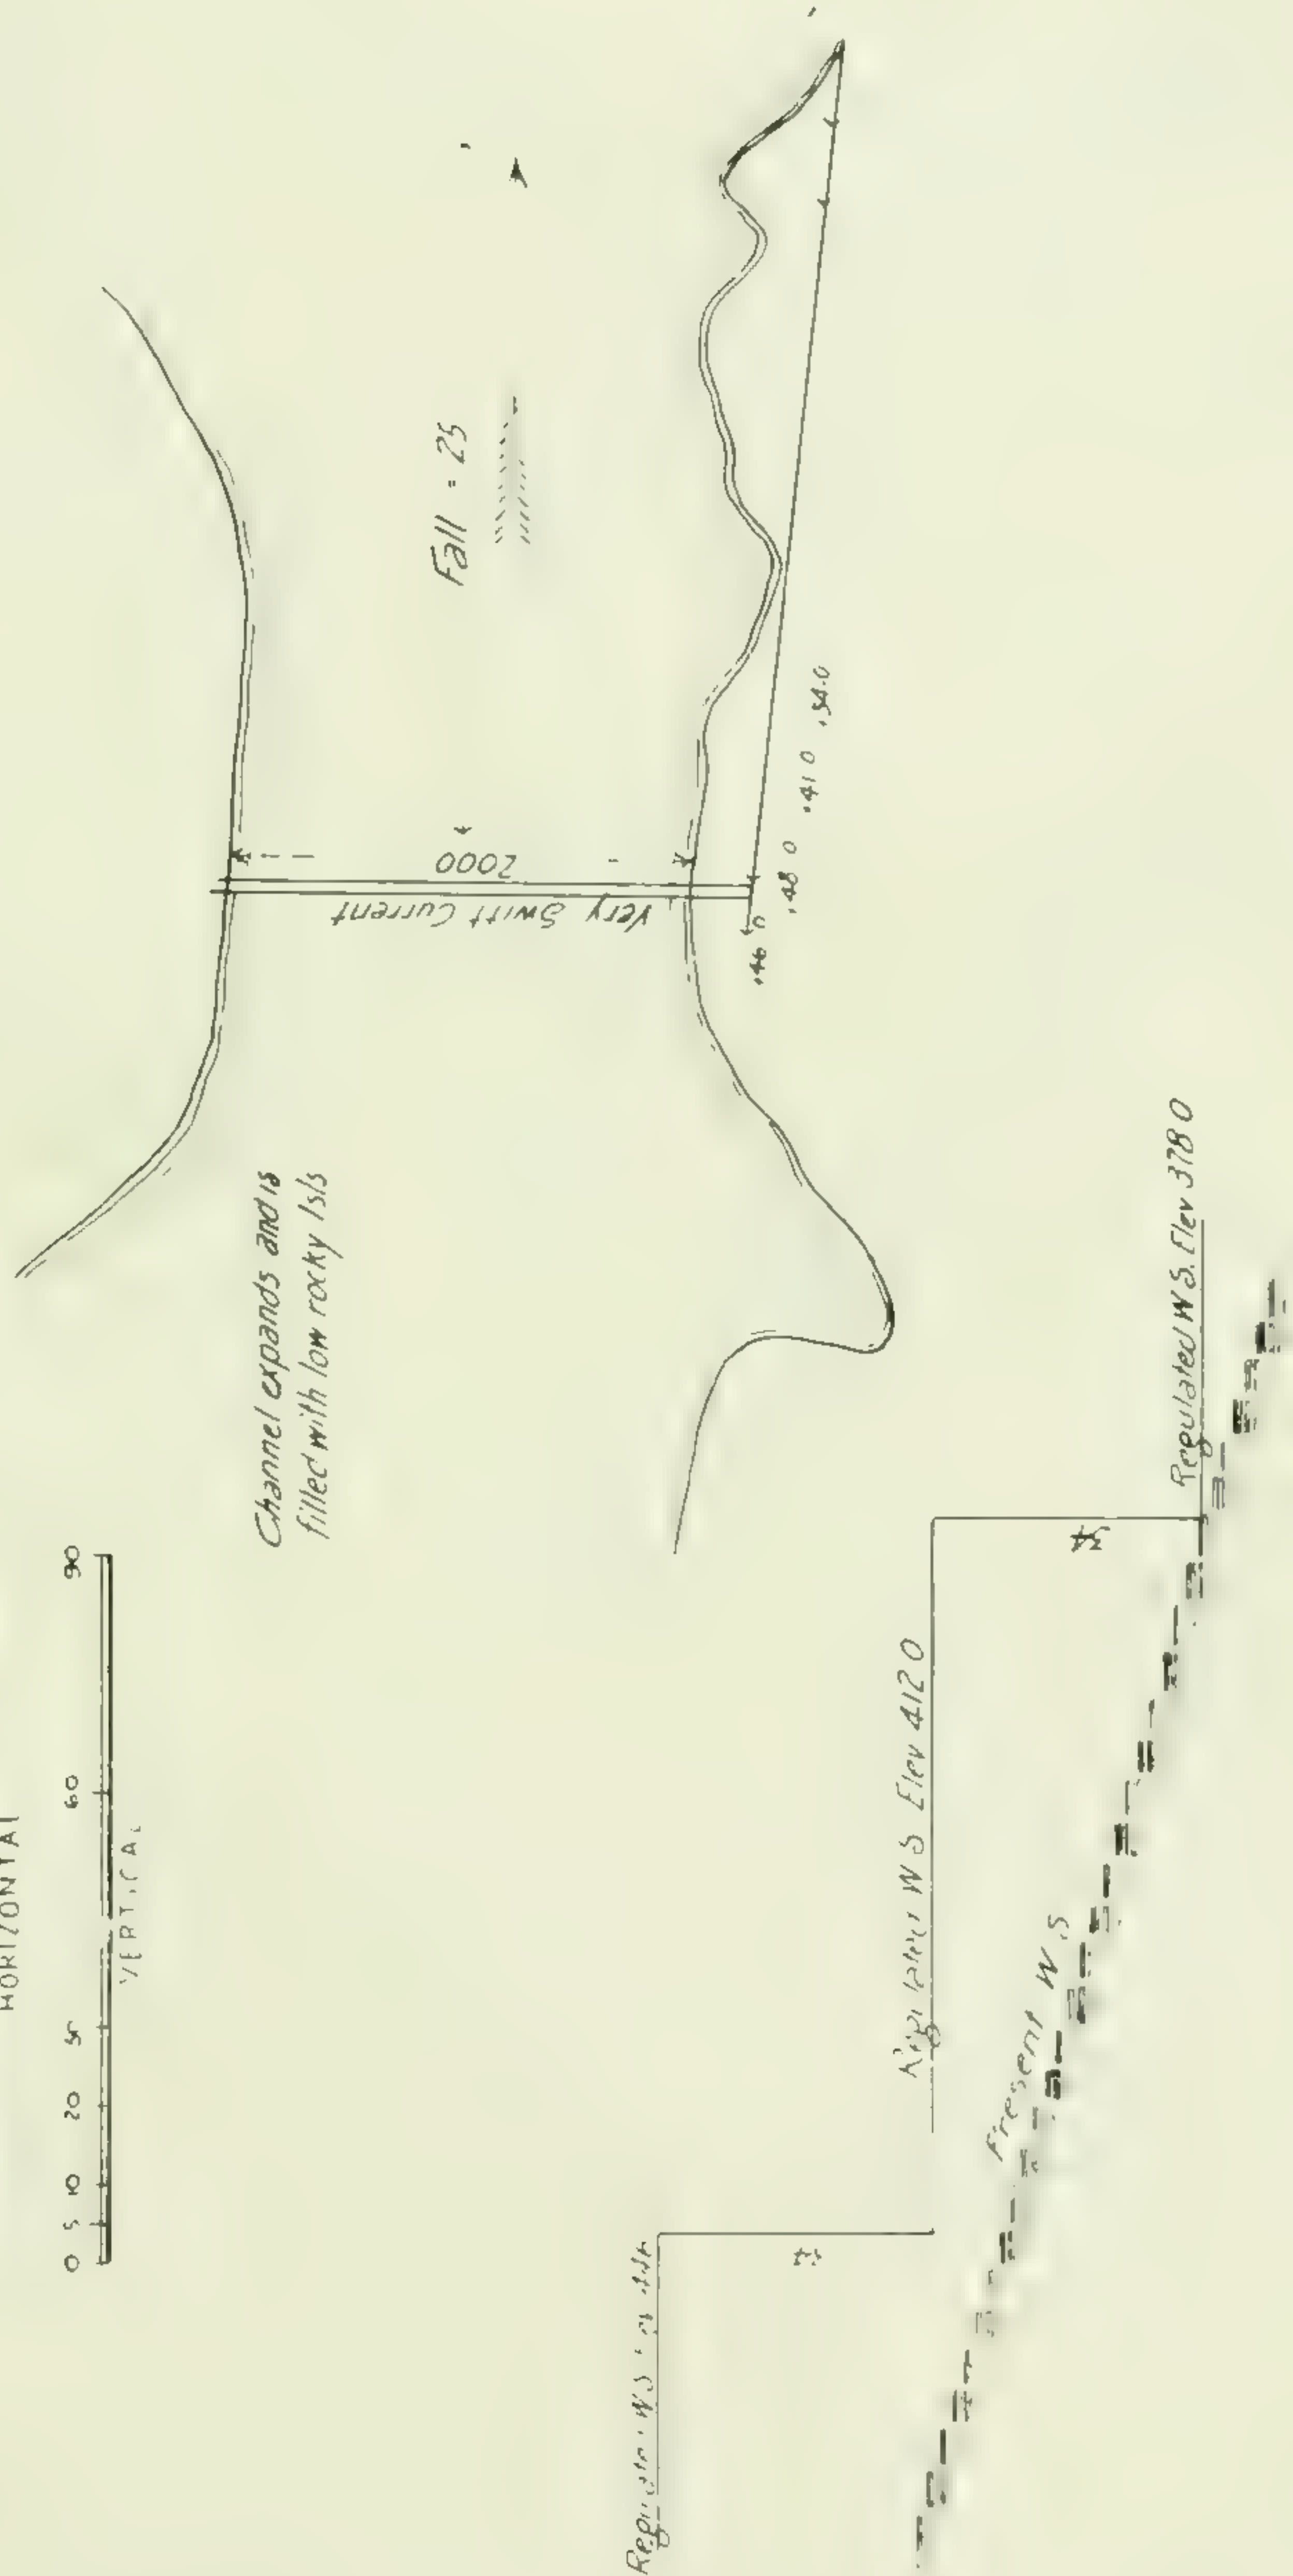 HORIZONTAL
0 5 10 20 30 60 90
VERTICAL
Channel expands and is
filled with low rocky Isls
Fall = 25
2000
Very Swift Current
.46 0
.48 0
.41 0
.54.0
Regulated W S
Regulated W S Elev 412 0
34
Regulated W S. Elev 378 0
Present W.S